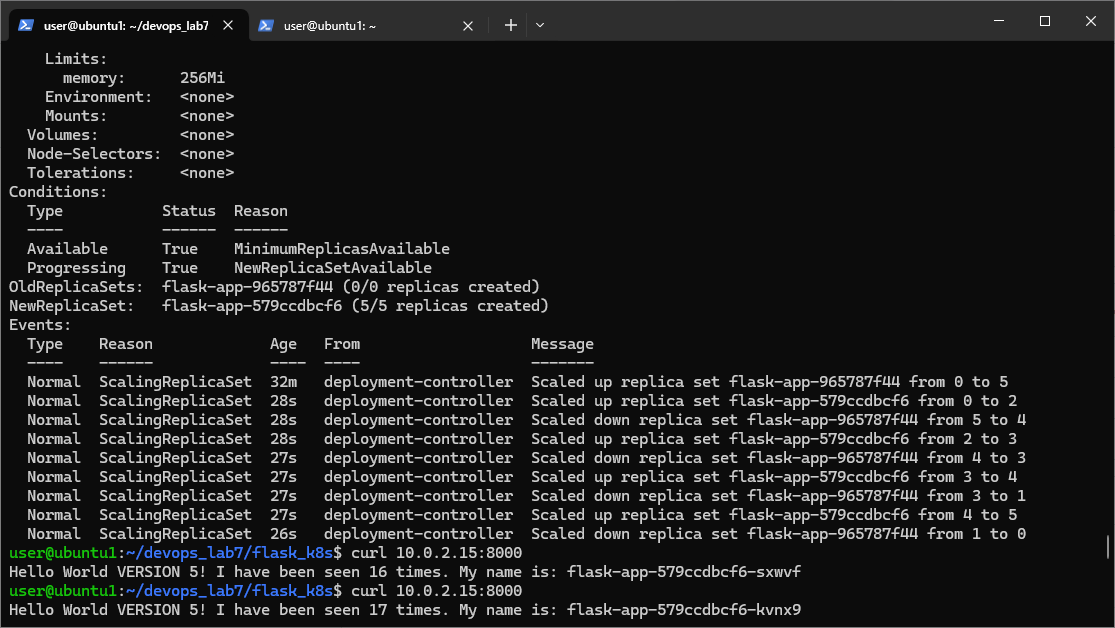 user@ubuntu1: ~/devops_lab7
user@ubuntu1: ~
    Limits:
      memory:      256Mi
    Environment:   <none>
    Mounts:        <none>
  Volumes:         <none>
  Node-Selectors:  <none>
  Tolerations:     <none>
Conditions:
  Type           Status  Reason
  ----           ------  ------
  Available      True    MinimumReplicasAvailable
  Progressing    True    NewReplicaSetAvailable
OldReplicaSets:  flask-app-965787f44 (0/0 replicas created)
NewReplicaSet:   flask-app-579ccdbcf6 (5/5 replicas created)
Events:
  Type    Reason             Age   From                   Message
  ----    ------             ----  ----                   -------
  Normal  ScalingReplicaSet  32m   deployment-controller  Scaled up replica set flask-app-965787f44 from 0 to 5
  Normal  ScalingReplicaSet  28s   deployment-controller  Scaled up replica set flask-app-579ccdbcf6 from 0 to 2
  Normal  ScalingReplicaSet  28s   deployment-controller  Scaled down replica set flask-app-965787f44 from 5 to 4
  Normal  ScalingReplicaSet  28s   deployment-controller  Scaled up replica set flask-app-579ccdbcf6 from 2 to 3
  Normal  ScalingReplicaSet  27s   deployment-controller  Scaled down replica set flask-app-965787f44 from 4 to 3
  Normal  ScalingReplicaSet  27s   deployment-controller  Scaled up replica set flask-app-579ccdbcf6 from 3 to 4
  Normal  ScalingReplicaSet  27s   deployment-controller  Scaled down replica set flask-app-965787f44 from 3 to 1
  Normal  ScalingReplicaSet  27s   deployment-controller  Scaled up replica set flask-app-579ccdbcf6 from 4 to 5
  Normal  ScalingReplicaSet  26s   deployment-controller  Scaled down replica set flask-app-965787f44 from 1 to 0
user@ubuntu1:~/devops_lab7/flask_k8s$ curl 10.0.2.15:8000
Hello World VERSION 5! I have been seen 16 times. My name is: flask-app-579ccdbcf6-sxwvf
user@ubuntu1:~/devops_lab7/flask_k8s$ curl 10.0.2.15:8000
Hello World VERSION 5! I have been seen 17 times. My name is: flask-app-579ccdbcf6-kvnx9